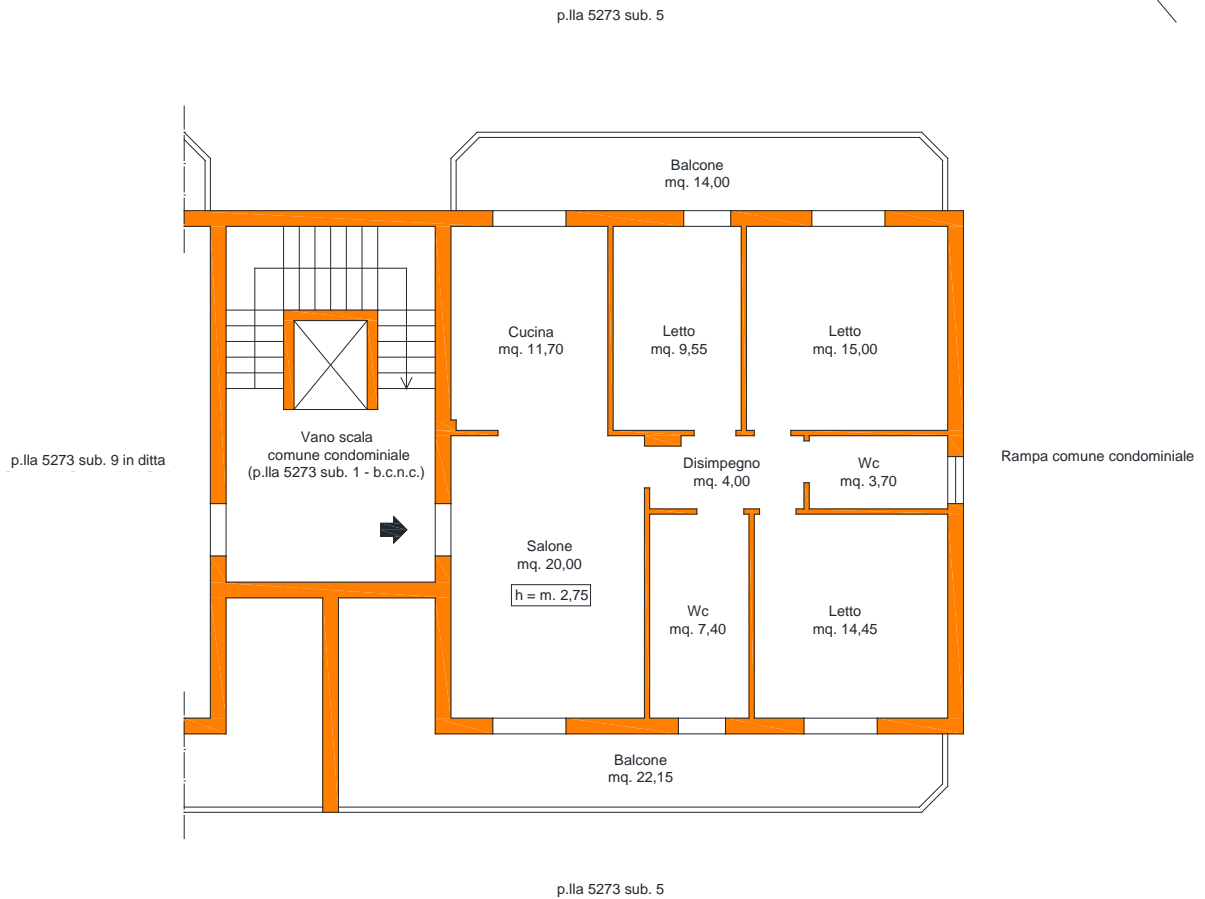 p.lla 5273 sub. 5
Balcone
mq. 14,00
Cucina
mq. 11,70
Letto
mq. 9,55
Letto
mq. 15,00
Vano scala
comune condominiale
(p.lla 5273 sub. 1 - b.c.n.c.)
p.lla 5273 sub. 9 in ditta
Disimpegno
mq. 4,00
Wc
mq. 3,70
Rampa comune condominiale
Salone
mq. 20,00
h = m. 2,75
Wc
mq. 7,40
Letto
mq. 14,45
Balcone
mq. 22,15
p.lla 5273 sub. 5